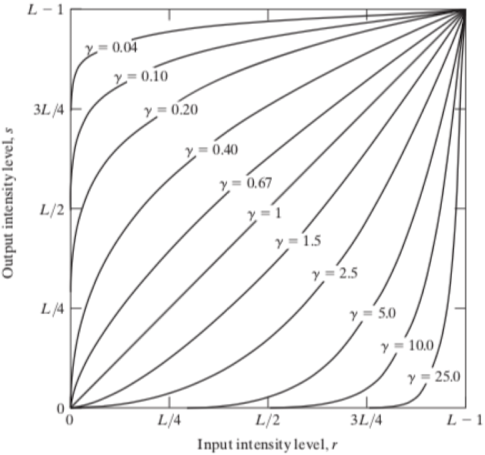 L − 1
γ = 0.04
γ = 0.10
3L/4
γ = 0.20
γ = 0.40
γ = 0.67
L/2
γ = 1
γ = 1.5
γ = 2.5
L/4
γ = 5.0
γ = 10.0
γ = 25.0
0
0
L/4
L/2
3L/4
L − 1
Input intensity level, r
Output intensity level, s